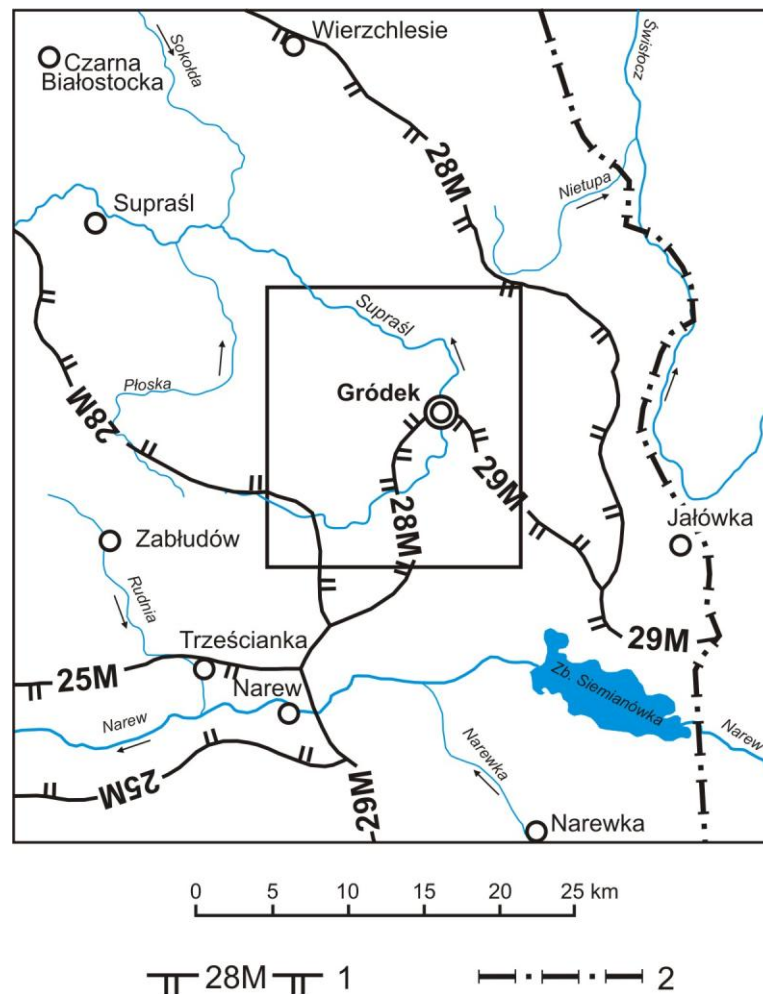 Wierzchlesie
Czarna
Białostocka
Sokołda
Świsłocz
28M
Nietupa
Supraśl
Supraśl
Płoska
Gródek
28M
29M
28M
Jałówka
Zabłudów
Rudnia
Trześcianka
29M
25M
Narew
Zb. Siemianówka
Narew
Narew
Narewka
25M
29M
Narewka
0 5 10 15 20 25 km
28M 1
2